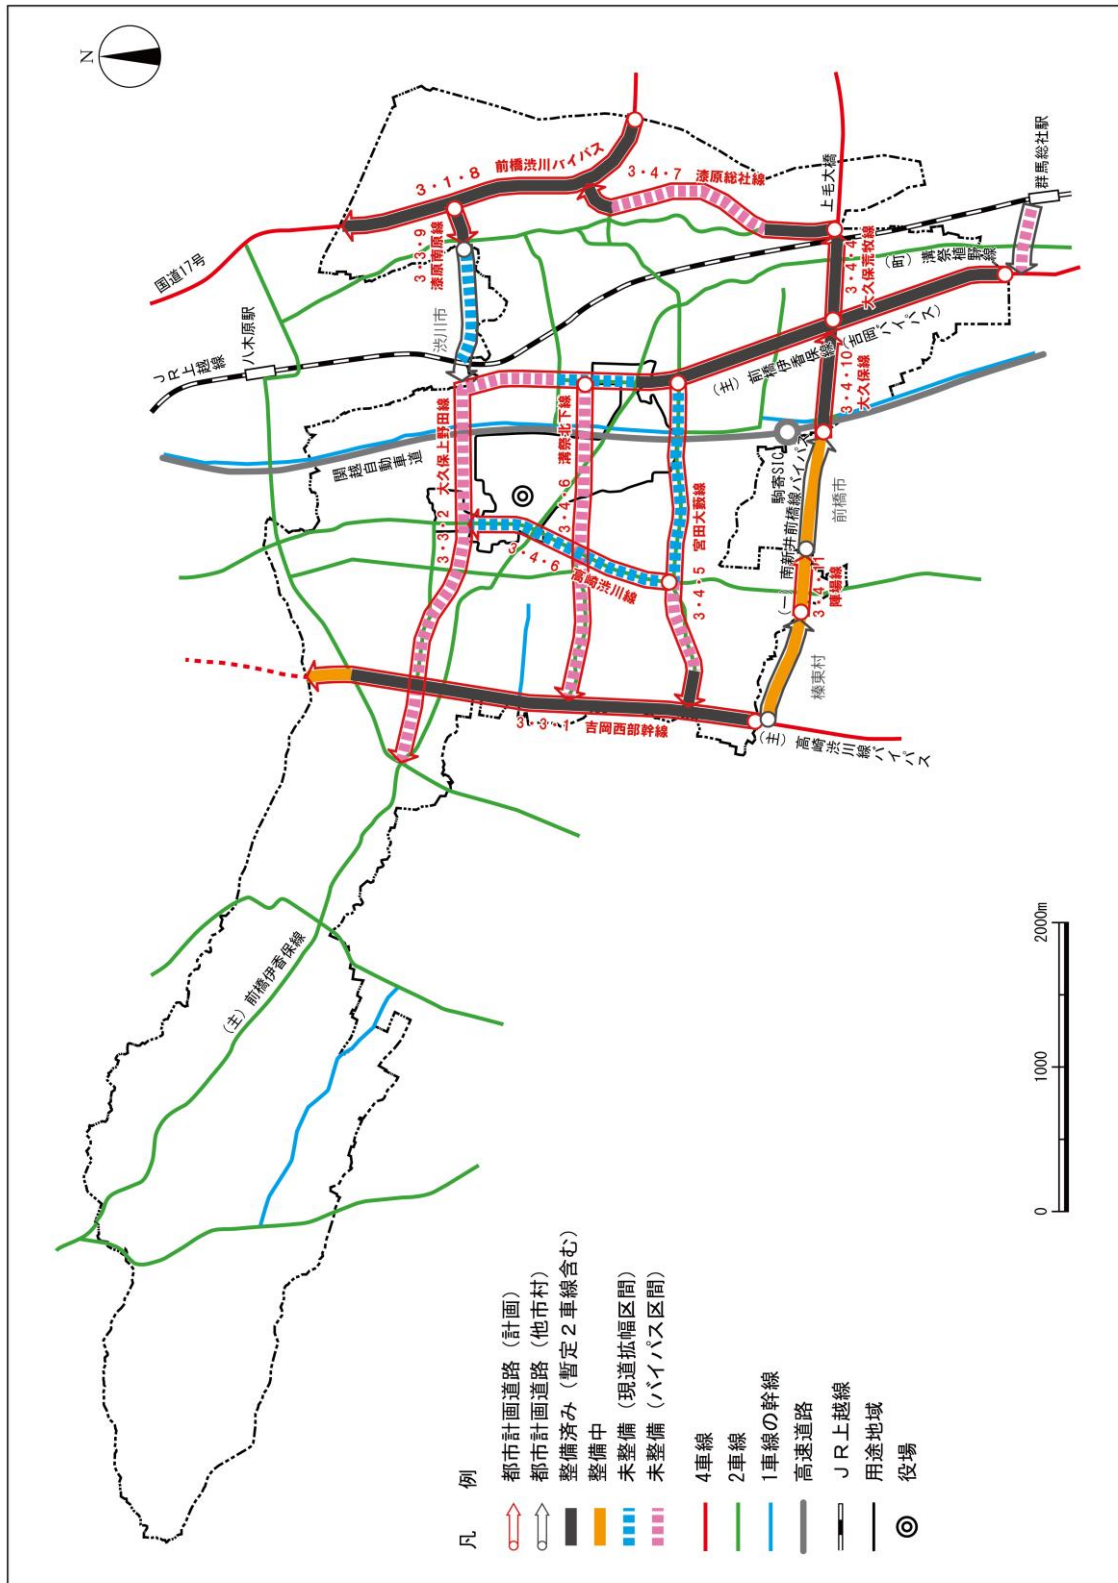 N
国道17号
JR上越線
八木原駅
渋川市
関越自動車道
3・1・8 前橋渋川バイパス
3・3・9
漆原南原線
3・4・7 漆原総社線
上毛大橋
群馬総社駅
3・4・4
大久保荒牧線
(町)溝祭植野線
(主)前橋伊香保線(吉岡バイパス)
3・4・10
大久保線
3・3・2 大久保上野田線
3・4・6 溝祭北下線
3・4・6 高崎渋川線
3・4・5 宮田大薮線
駒寄SIC
前橋市
(一)南新井前橋線バイパス
3・4・11
陣場線
榛東村
3・3・1 吉岡西部幹線
(主)高崎渋川線バイパス
(主)前橋伊香保線
凡例
都市計画道路(計画)
都市計画道路(他市村)
整備済み(暫定2車線含む)
整備中
未整備(現道拡幅区間)
未整備(バイパス区間)
4車線
2車線
1車線の幹線
高速道路
JR上越線
用途地域
役場
0
1000
2000m